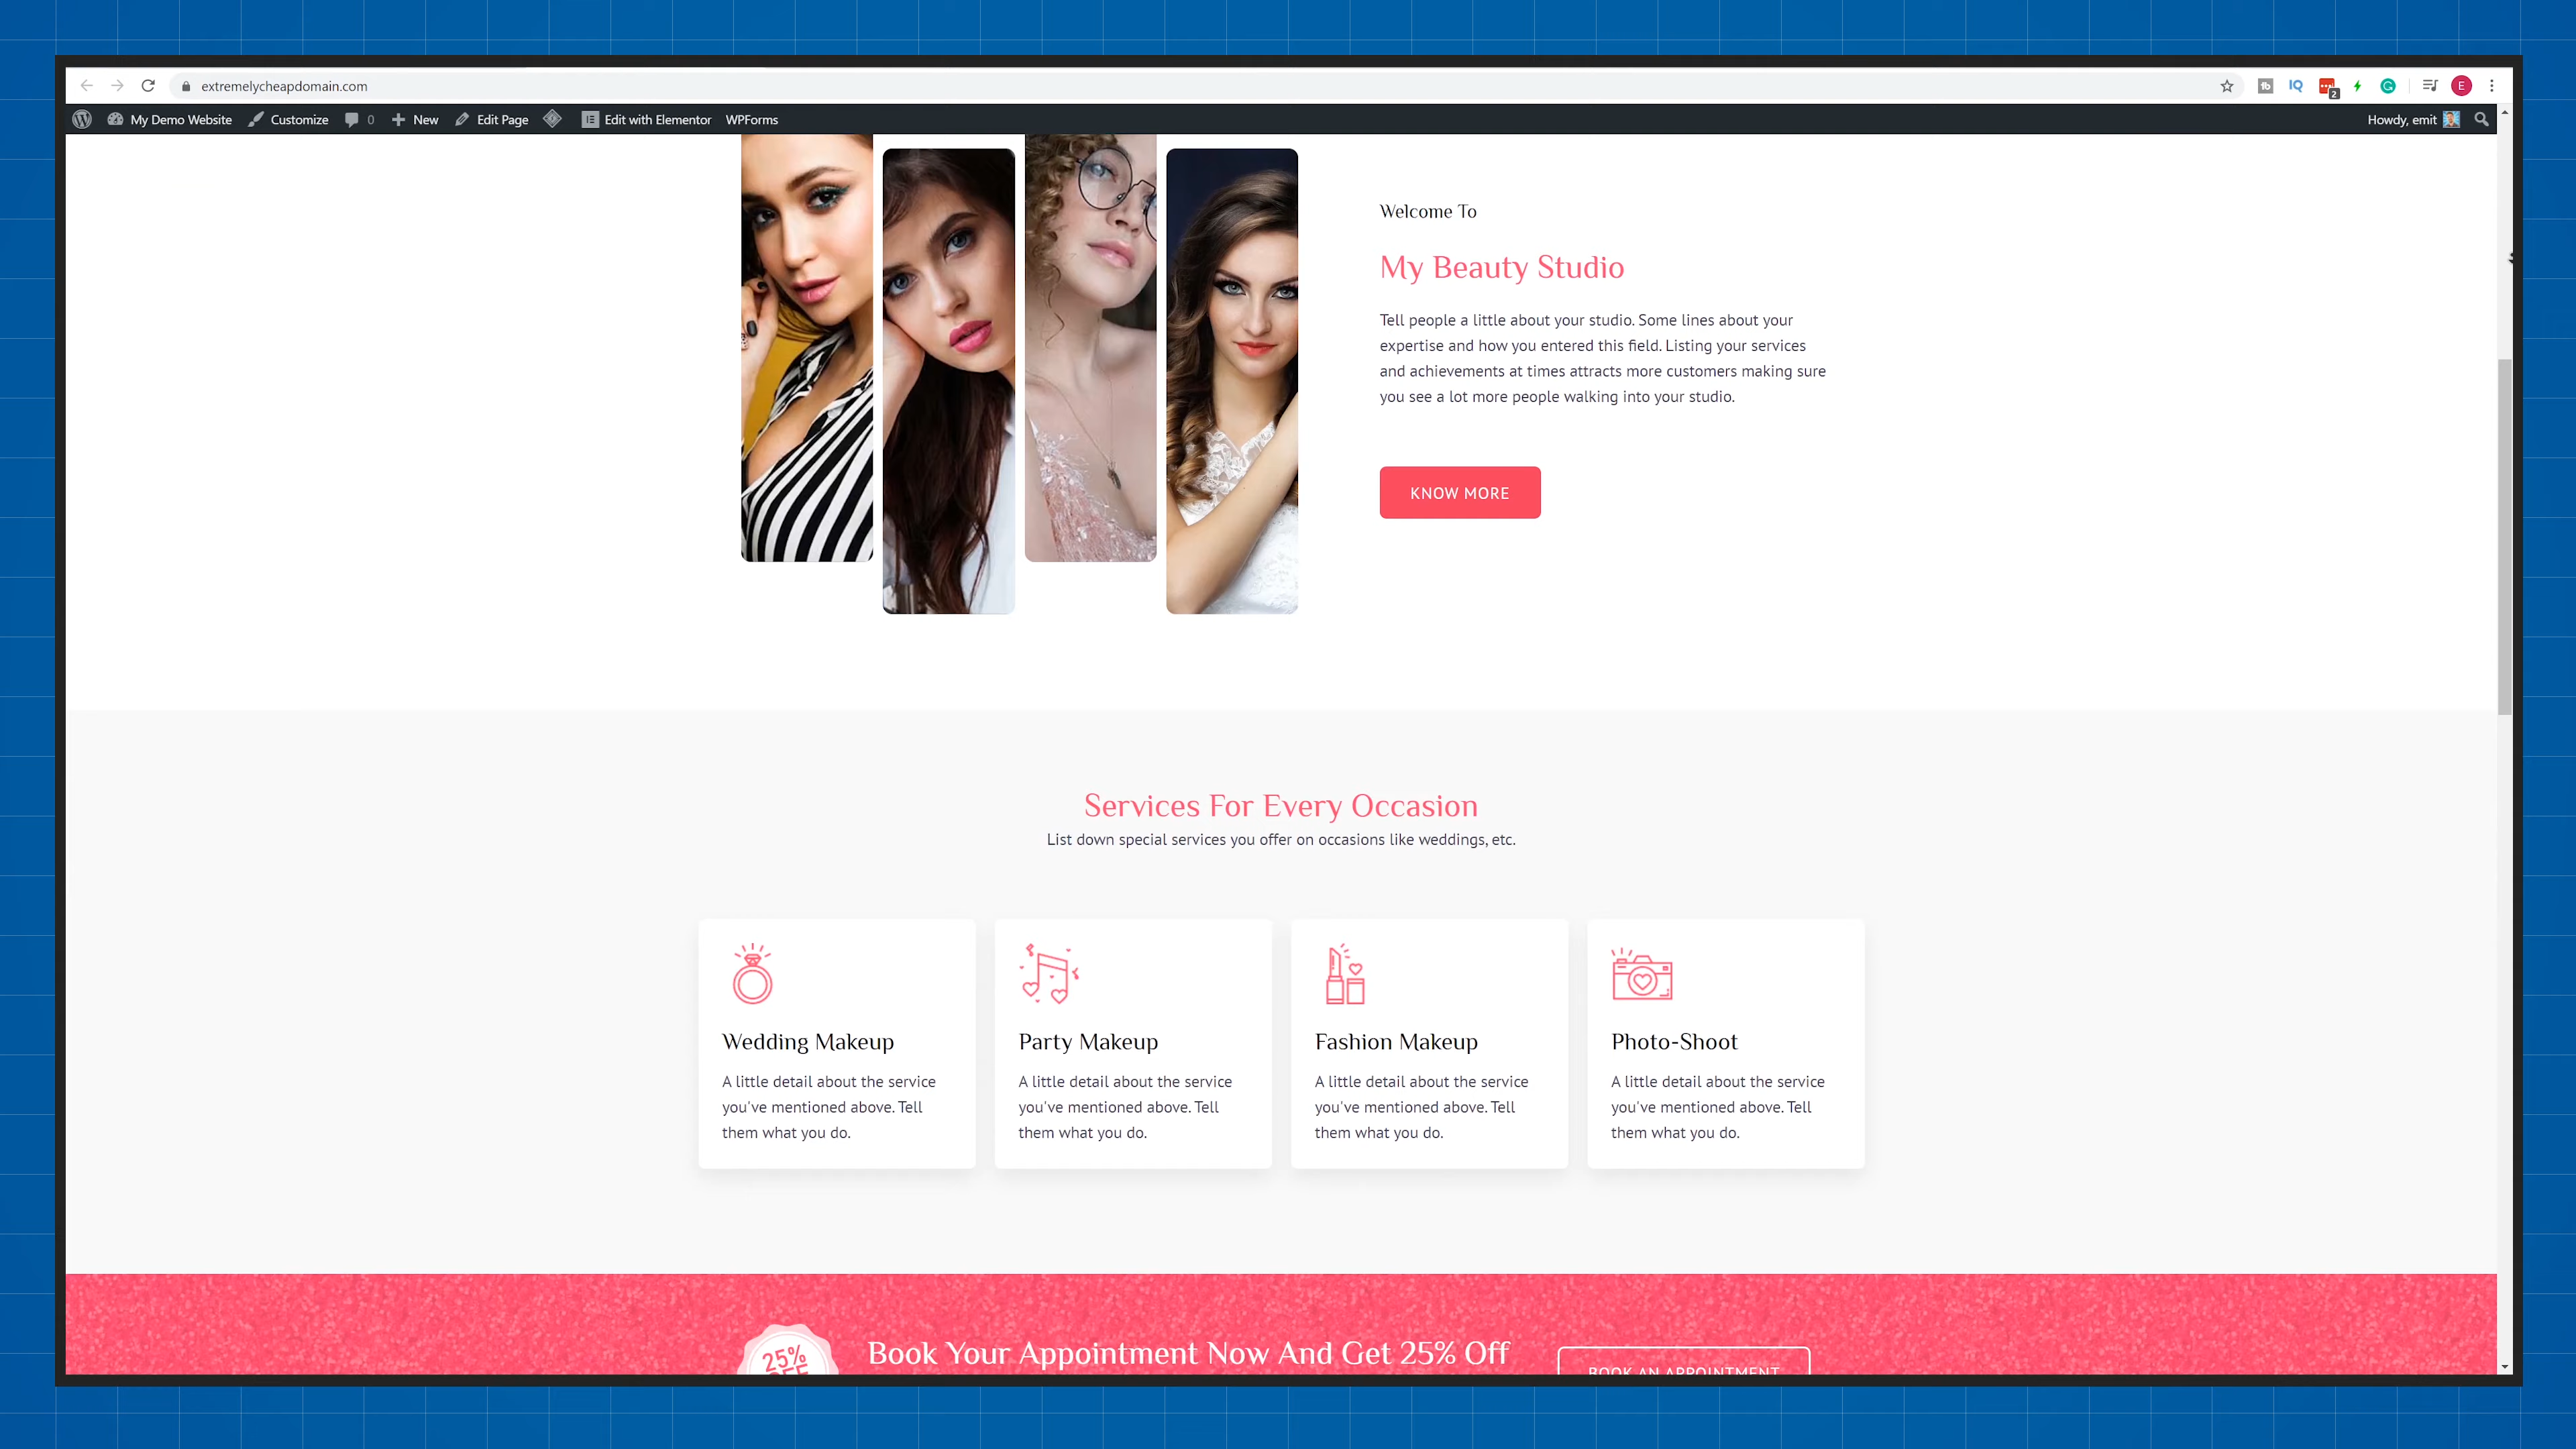 extremelycheapdomain.com
IQ
2
E
My Demo Website Customize 0 New Edit Page Edit with Elementor WPForms Howdy, emit
Welcome To
My Beauty Studio
Tell people a little about your studio. Some lines about your
expertise and how you entered this field. Listing your services
and achievements at times attracts more customers making sure
you see a lot more people walking into your studio.
KNOW MORE
Services For Every Occasion
List down special services you offer on occasions like weddings, etc.
Wedding Makeup
A little detail about the service
you've mentioned above. Tell
them what you do.
Party Makeup
A little detail about the service
you've mentioned above. Tell
them what you do.
Fashion Makeup
A little detail about the service
you've mentioned above. Tell
them what you do.
Photo-Shoot
A little detail about the service
you've mentioned above. Tell
them what you do.
25%
OFF
Book Your Appointment Now And Get 25% Off
BOOK AN APPOINTMENT